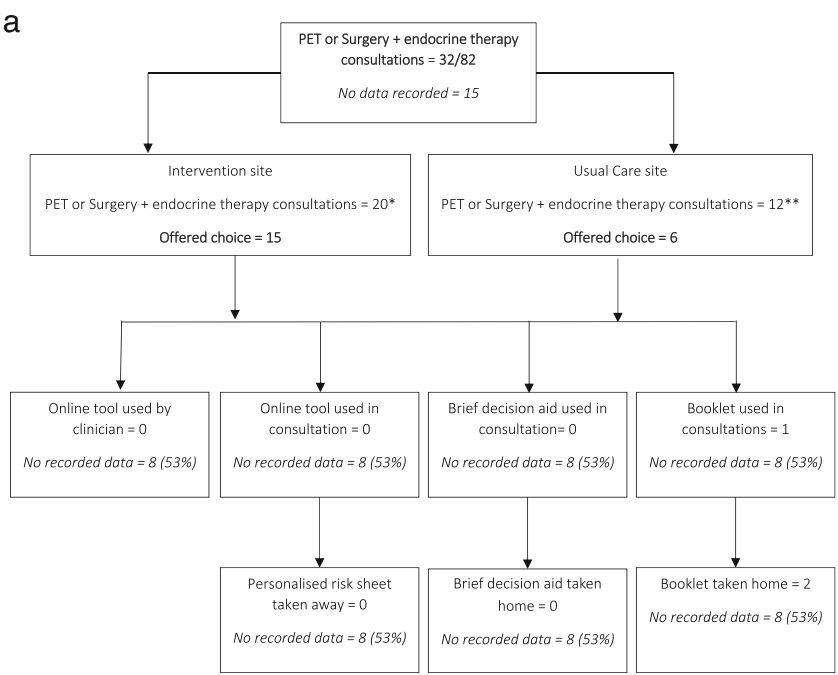 a
PET or Surgery + endocrine therapy
consultations = 32/82
No data recorded = 15
Intervention site
PET or Surgery + endocrine therapy consultations = 20*
Offered choice = 15
Usual Care site
PET or Surgery + endocrine therapy consultations = 12**
Offered choice = 6
Online tool used by
clinician = 0
No recorded data = 8 (53%)
Online tool used in
consultation = 0
No recorded data = 8 (53%)
Brief decision aid used in
consultation= 0
No recorded data = 8 (53%)
Booklet used in
consultations = 1
No recorded data = 8 (53%)
Personalised risk sheet
taken away = 0
No recorded data = 8 (53%)
Brief decision aid taken
home = 0
No recorded data = 8 (53%)
Booklet taken home = 2
No recorded data = 8 (53%)